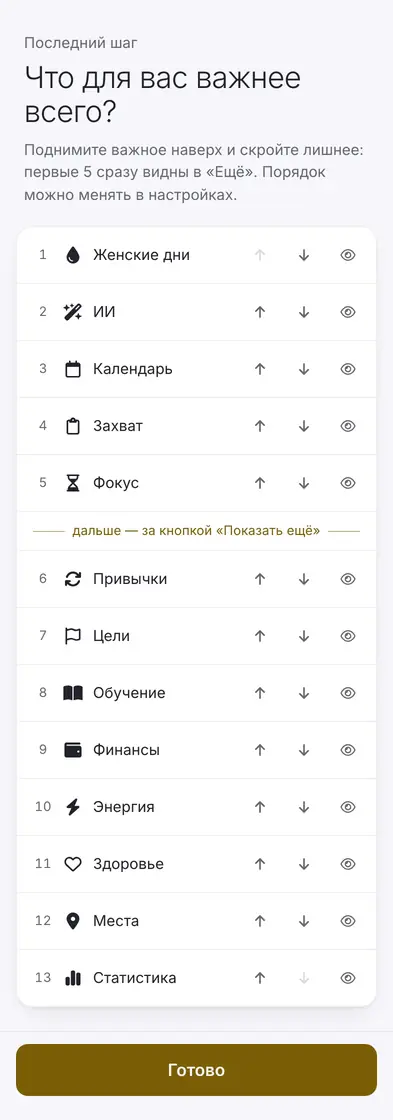 Последний шаг
Что для вас важнее
всего?
Поднимите важное наверх и скройте лишнее:
первые 5 сразу видны в «Ещё». Порядок
можно менять в настройках.
1 Женские дни
2 ИИ
3 Календарь
4 Захват
5 Фокус
дальше — за кнопкой «Показать ещё»
6 Привычки
7 Цели
8 Обучение
9 Финансы
10 Энергия
11 Здоровье
12 Места
13 Статистика
Готово